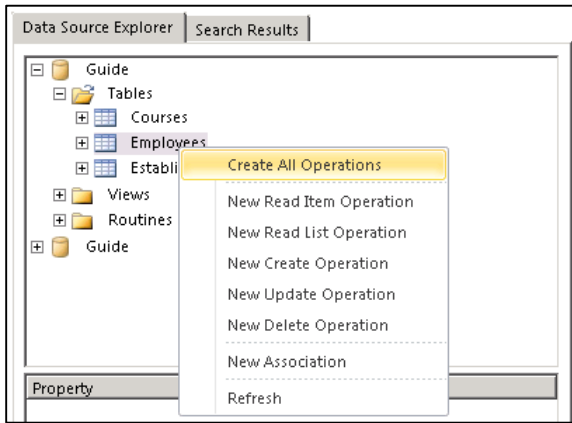 Data Source Explorer Search Results
Guide
Tables
Courses
Employees
Establi
Create All Operations
New Read Item Operation
Views
Routines
New Read List Operation
Guide
New Create Operation
New Update Operation
New Delete Operation
New Association
Property
Refresh